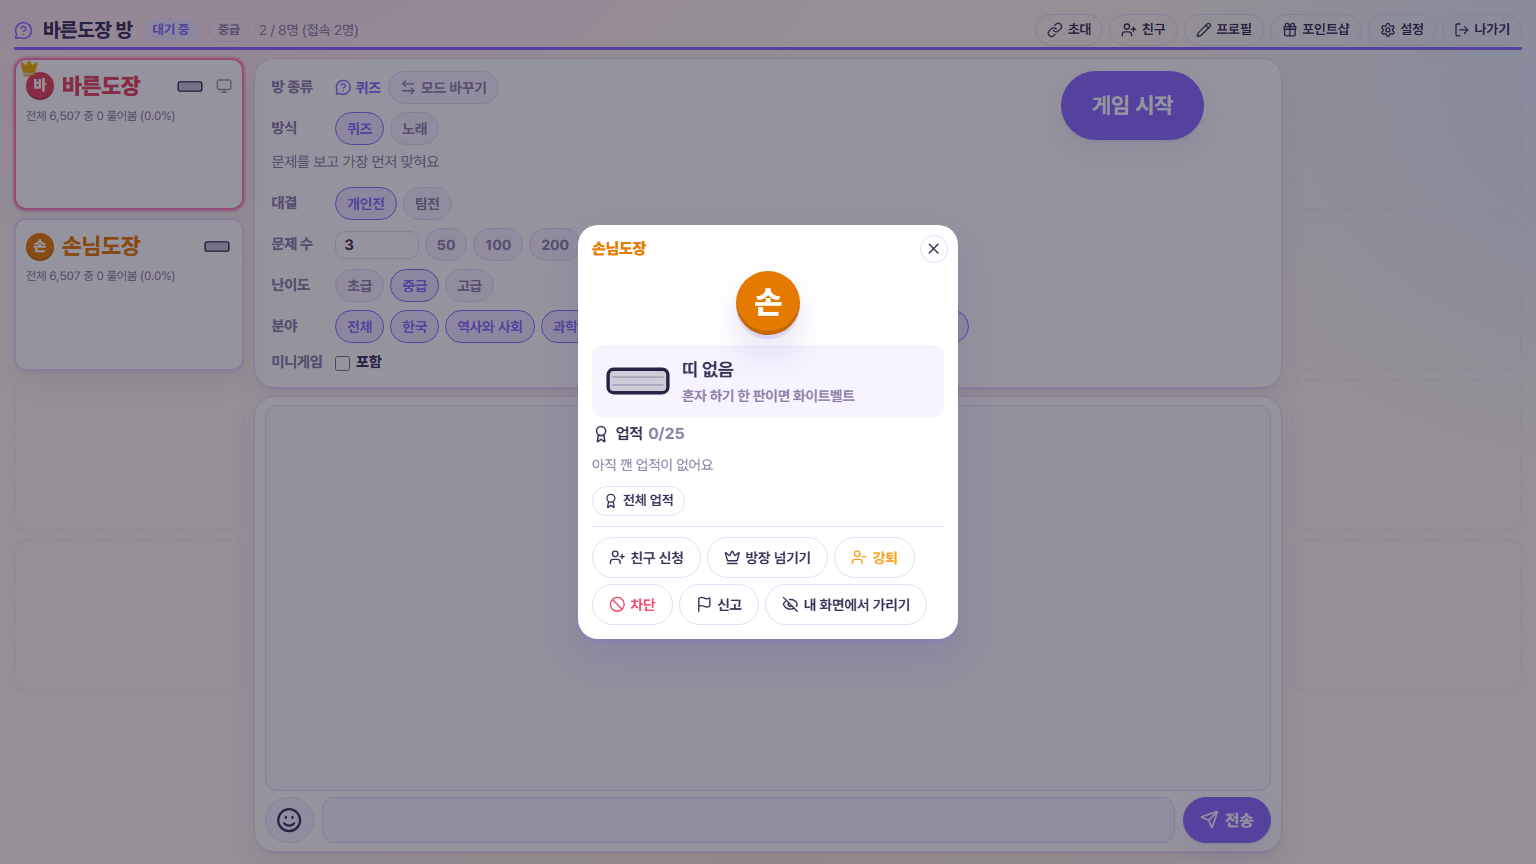 바른도장 방 대기 중 중급 2 / 8명 (접속 2명)
초대 친구 프로필 포인트샵 설정 나가기
바 바른도장
전체 6,507 중 0 풀어봄 (0.0%)
손 손님도장
전체 6,507 중 0 풀어봄 (0.0%)
방 종류 퀴즈 모드 바꾸기
게임 시작
방식 퀴즈 노래
문제를 보고 가장 먼저 맞혀요
대결 개인전 팀전
문제 수 3 50 100 200
난이도 초급 중급 고급
분야 전체 한국 역사와 사회 과학
미니게임 포함
손님도장
손
띠 없음
혼자 하기 한 판이면 화이트벨트
업적 0/25
아직 깬 업적이 없어요
전체 업적
친구 신청 방장 넘기기 강퇴
차단 신고 내 화면에서 가리기
전송